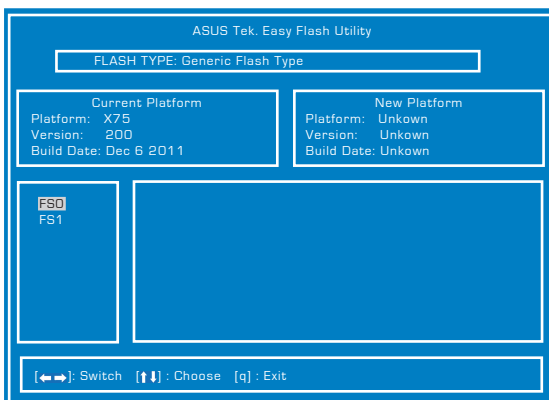 ASUS Tek. Easy Flash Utility
FLASH TYPE: Generic Flash Type
Current Platform
Platform: X75
Version: 200
Build Date: Dec 6 2011
New Platform
Platform: Unkown
Version: Unkown
Build Date: Unkown
FS0
FS1
[←→]: Switch [↑↓] : Choose [q] : Exit